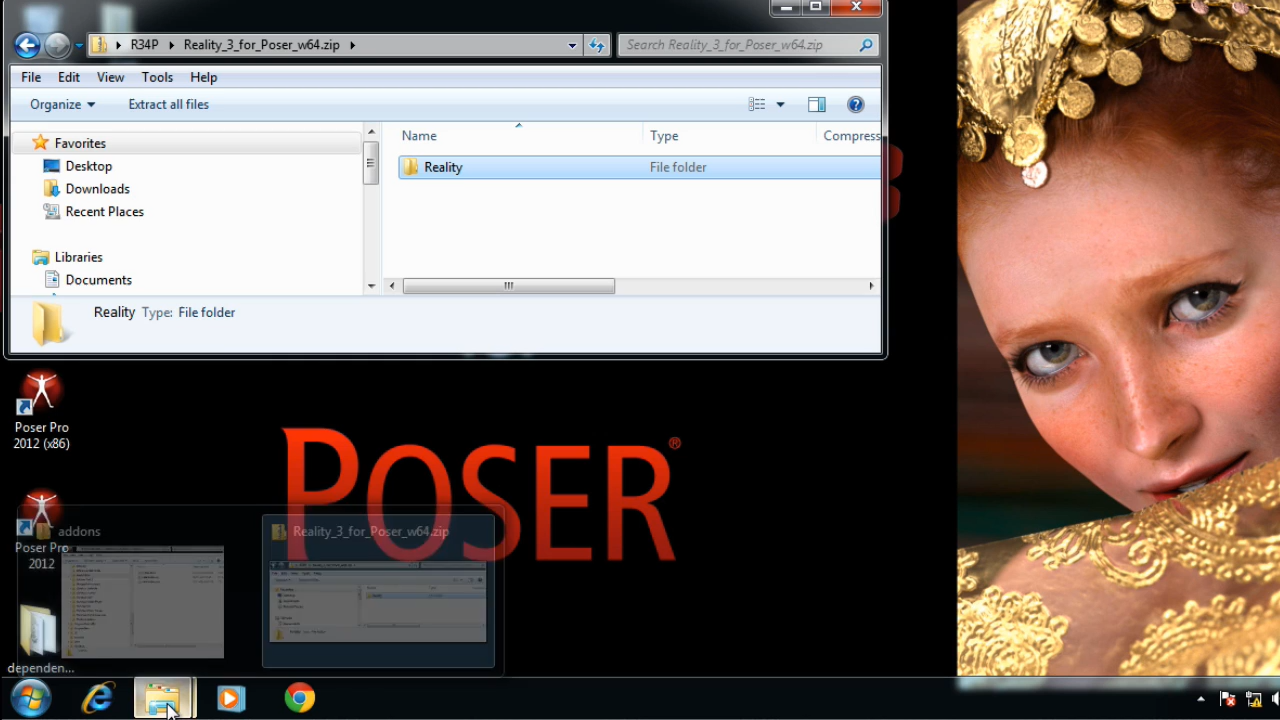 R34P Reality_3_for_Poser_w64.zip
Search Reality_3_for_Poser_w64.zip
File Edit View Tools Help
Organize Extract all files
Name Type Compress
Favorites
Desktop
Downloads
Recent Places
Libraries
Documents
Reality File folder
Reality Type: File folder
Poser Pro
2012 (x86)
POSER®
Poser Pro
2012
addons
Reality_3_for_Poser_w64.zip
dependen...